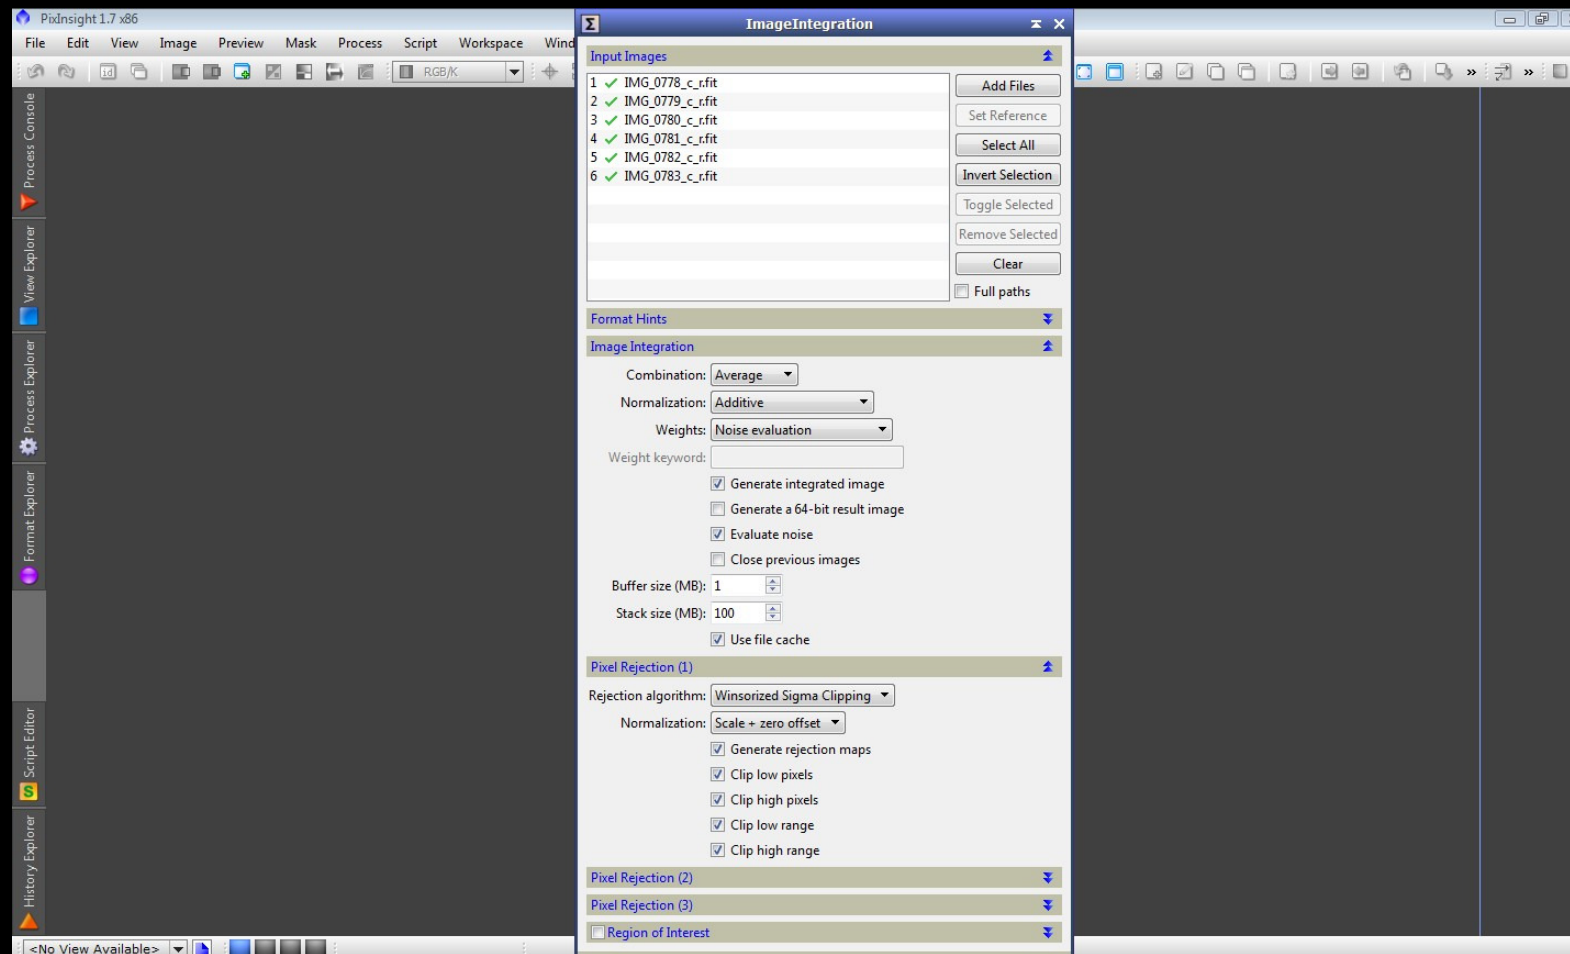 PixInsight 1.7 x86
File Edit View Image Preview Mask Process Script Workspace Wind
RGB/K
Process Console
View Explorer
Process Explorer
Format Explorer
Script Editor
History Explorer
<No View Available>
ImageIntegration
Input Images
1 IMG_0778_c_r.fit
2 IMG_0779_c_r.fit
3 IMG_0780_c_r.fit
4 IMG_0781_c_r.fit
5 IMG_0782_c_r.fit
6 IMG_0783_c_r.fit
Add Files
Set Reference
Select All
Invert Selection
Toggle Selected
Remove Selected
Clear
Full paths
Format Hints
Image Integration
Combination: Average
Normalization: Additive
Weights: Noise evaluation
Weight keyword:
Generate integrated image
Generate a 64-bit result image
Evaluate noise
Close previous images
Buffer size (MB): 1
Stack size (MB): 100
Use file cache
Pixel Rejection (1)
Rejection algorithm: Winsorized Sigma Clipping
Normalization: Scale + zero offset
Generate rejection maps
Clip low pixels
Clip high pixels
Clip low range
Clip high range
Pixel Rejection (2)
Pixel Rejection (3)
Region of Interest